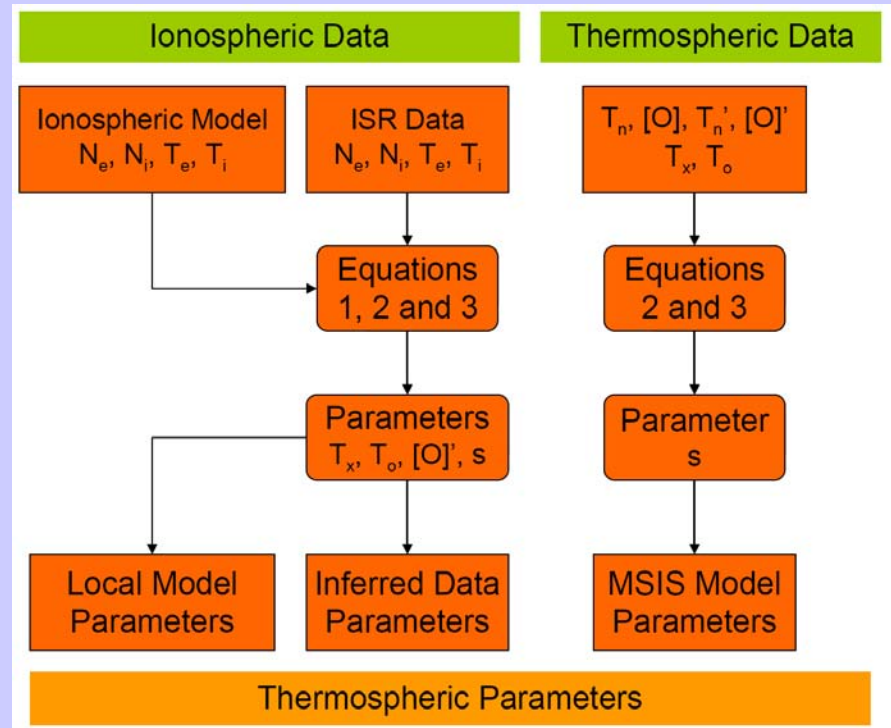 Ionospheric Data
Thermospheric Data
Ionospheric Model
Nₑ, Nᵢ, Tₑ, Tᵢ
ISR Data
Nₑ, Nᵢ, Tₑ, Tᵢ
Tₙ, [O], Tₙ’, [O]’
Tₓ, Tₒ
Equations
1, 2 and 3
Equations
2 and 3
Parameters
Tₓ, Tₒ, [O]’, s
Parameter
s
Local Model
Parameters
Inferred Data
Parameters
MSIS Model
Parameters
Thermospheric Parameters